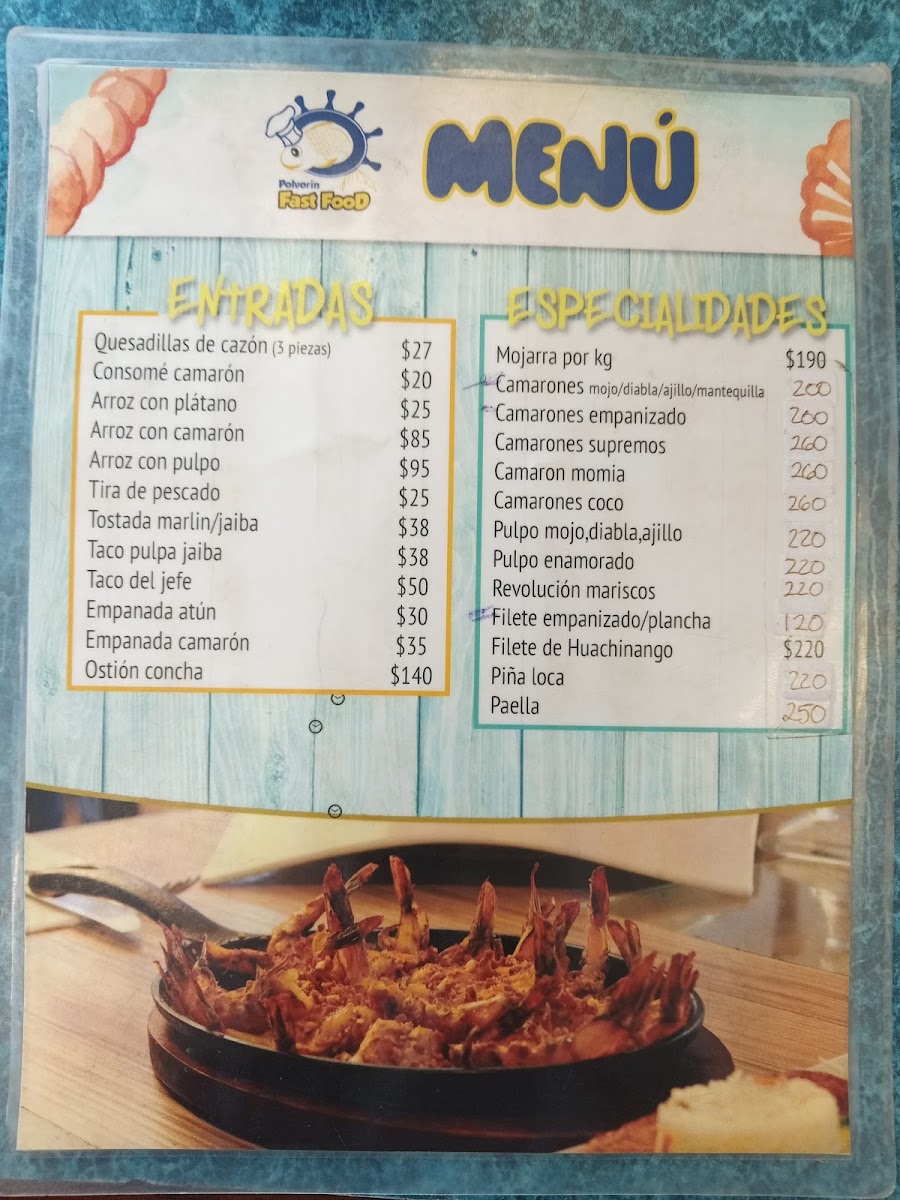 Polvorin
Fast FooD
MENÚ
ENTRADAS
Quesadillas de cazón (3 piezas) $27
Consomé camarón $20
Arroz con plátano $25
Arroz con camarón $85
Arroz con pulpo $95
Tira de pescado $25
Tostada marlin/jaiba $38
Taco pulpa jaiba $38
Taco del jefe $50
Empanada atún $30
Empanada camarón $35
Ostión concha $140
ESPECIALIDADES
Mojarra por kg $190
Camarones mojo/diabla/ajillo/mantequilla 200
Camarones empanizado 200
Camarones supremos 260
Camaron momia 260
Camarones coco 260
Pulpo mojo,diabla,ajillo 220
Pulpo enamorado 220
Revolución mariscos 220
Filete empanizado/plancha 120
Filete de Huachinango $220
Piña loca 220
Paella 250